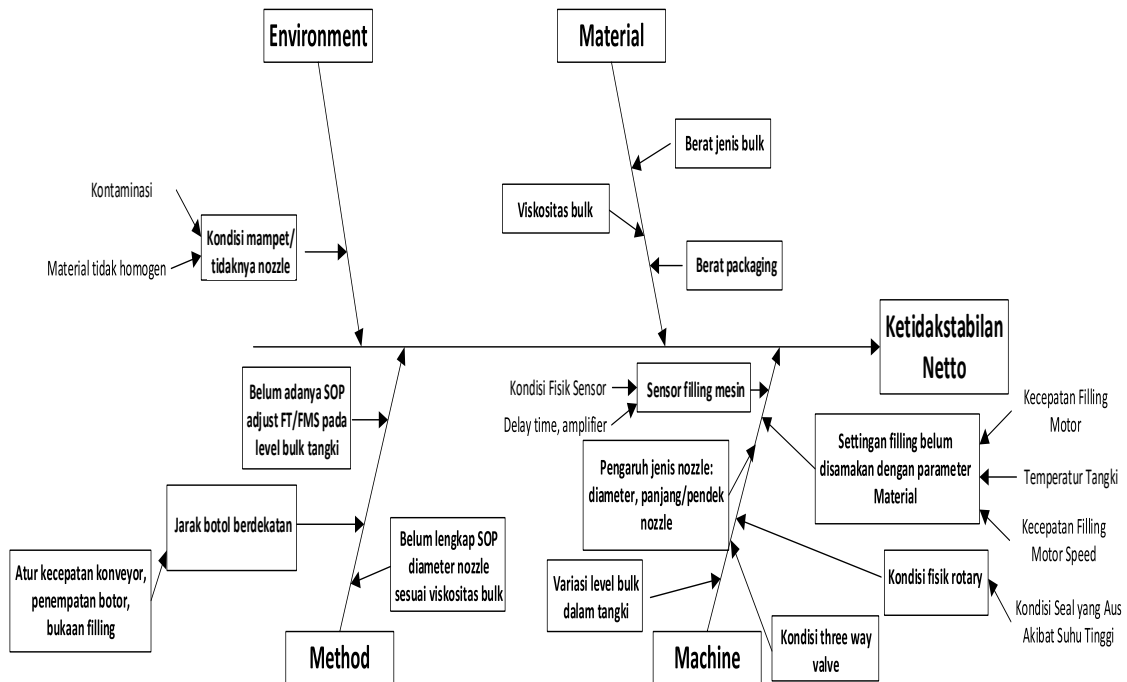 Environment
Material
Berat jenis bulk
Kontaminasi
Viskositas bulk
Kondisi mampet/
tidaknya nozzle
Material tidak homogen
Berat packaging
Ketidakstabilan
Netto
Belum adanya SOP
adjust FT/FMS pada
level bulk tangki
Kondisi Fisik Sensor
Delay time, amplifier
Sensor filling mesin
Kecepatan Filling
Motor
Settingan filling belum
disamakan dengan parameter
Material
Temperatur Tangki
Kecepatan Filling
Motor Speed
Pengaruh jenis nozzle:
diameter, panjang/pendek
nozzle
Jarak botol berdekatan
Belum lengkap SOP
diameter nozzle
sesuai viskositas bulk
Atur kecepatan konveyor,
penempatan botor,
bukaan filling
Variasi level bulk
dalam tangki
Kondisi fisik rotary
Kondisi Seal yang Aus
Akibat Suhu Tinggi
Kondisi three way
valve
Method
Machine